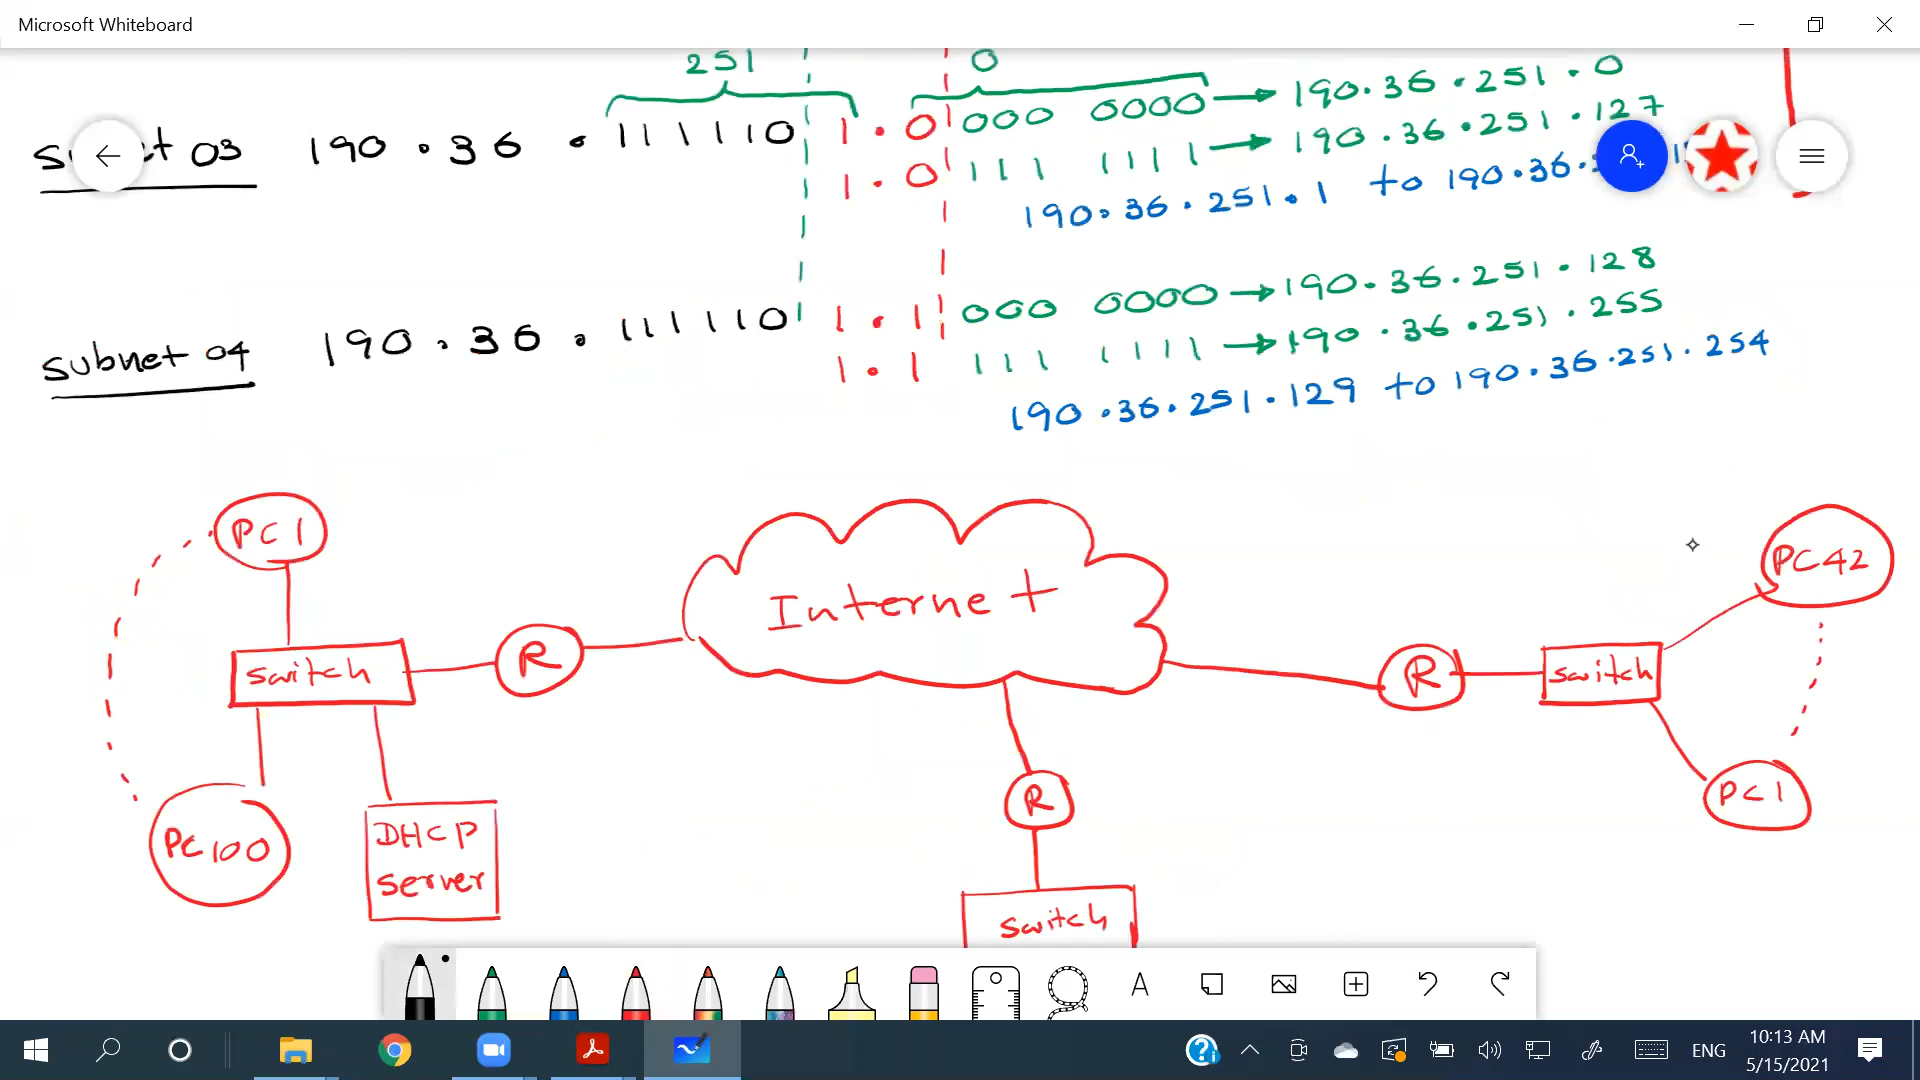 Microsoft Whiteboard
251 0
03 190.36.111110 1.0 000 0000 → 190.36.251.0
1.0 111 1111 → 190.36.251.127
190.36.251.1 to 190.36.
subnet 04 190.36.111110 1.1 000 0000 → 190.36.251.128
1.1 111 1111 → 190.36.251.255
190.36.251.129 to 190.36.251.254
PC1
Internet
PC42
switch
R
R
switch
PC100
DHCP
server
R
PC1
switch
A
ENG
10:13 AM
5/15/2021